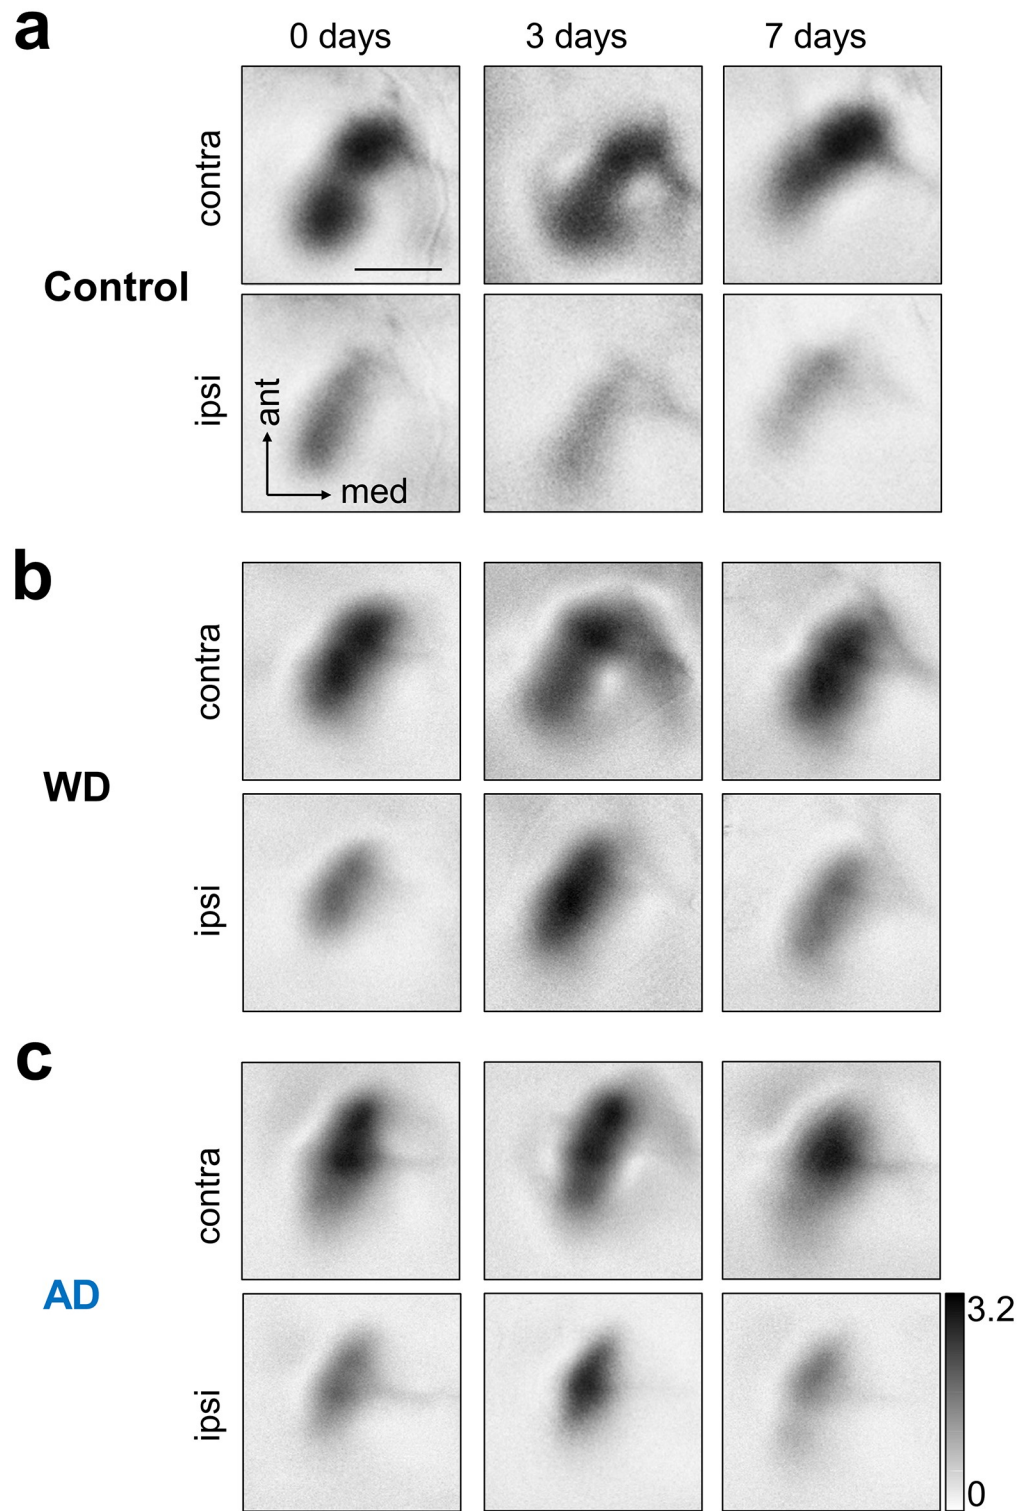 a
0 days 3 days 7 days
contra
Control
ipsi
ant
med
b
contra
WD
ipsi
c
contra
AD
ipsi
3.2
0